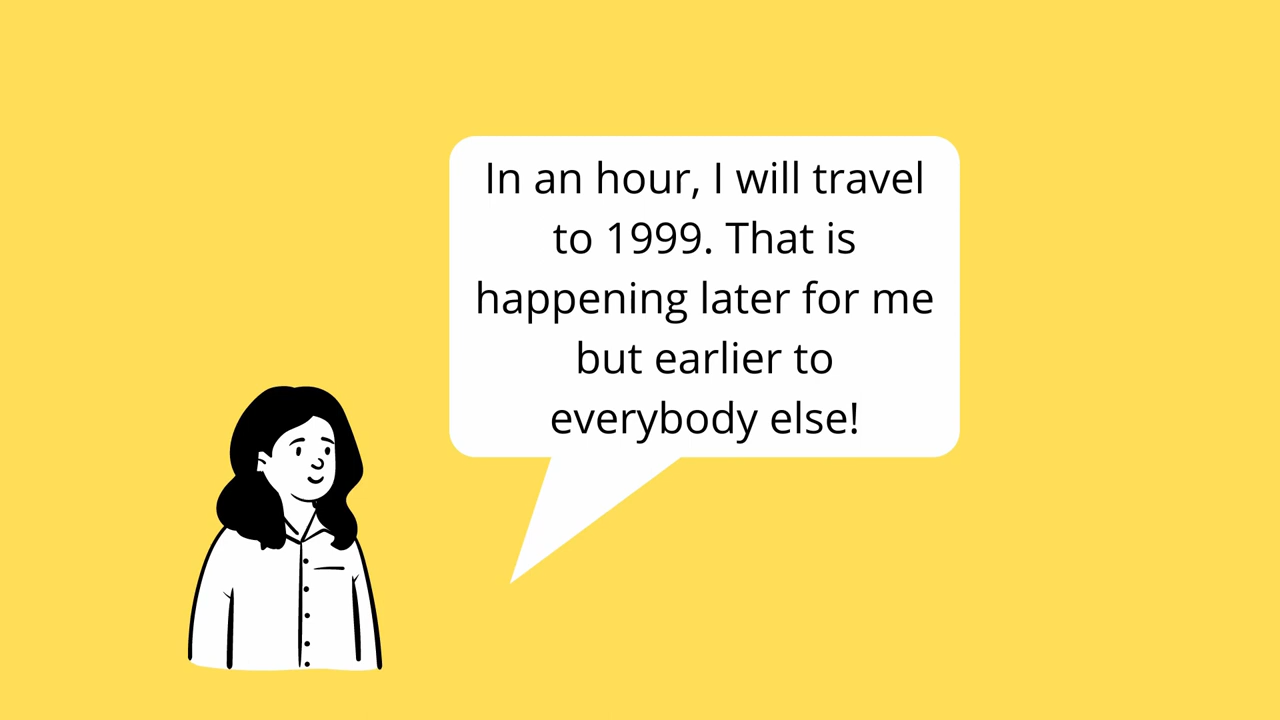 In an hour, I will travel
to 1999. That is
happening later for me
but earlier to
everybody else!